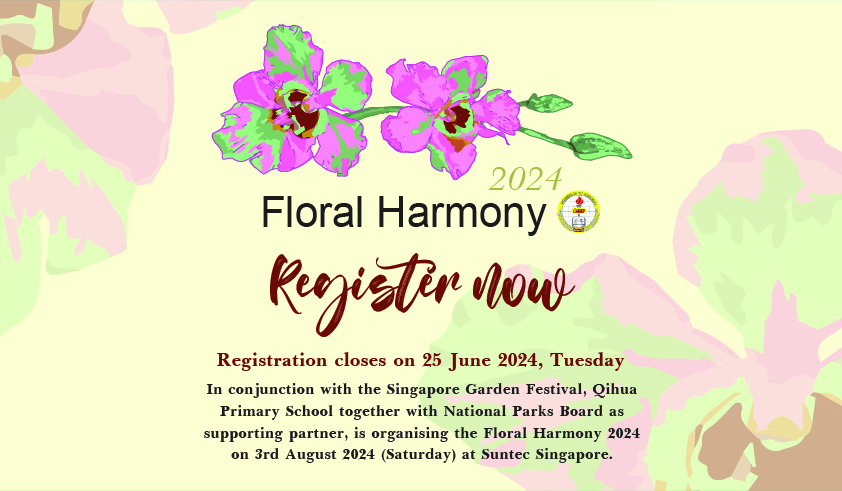 2024
Floral Harmony
Register now
Registration closes on 25 June 2024, Tuesday
In conjunction with the Singapore Garden Festival, Qihua
Primary School together with National Parks Board as
supporting partner, is organising the Floral Harmony 2024
on 3rd August 2024 (Saturday) at Suntec Singapore.